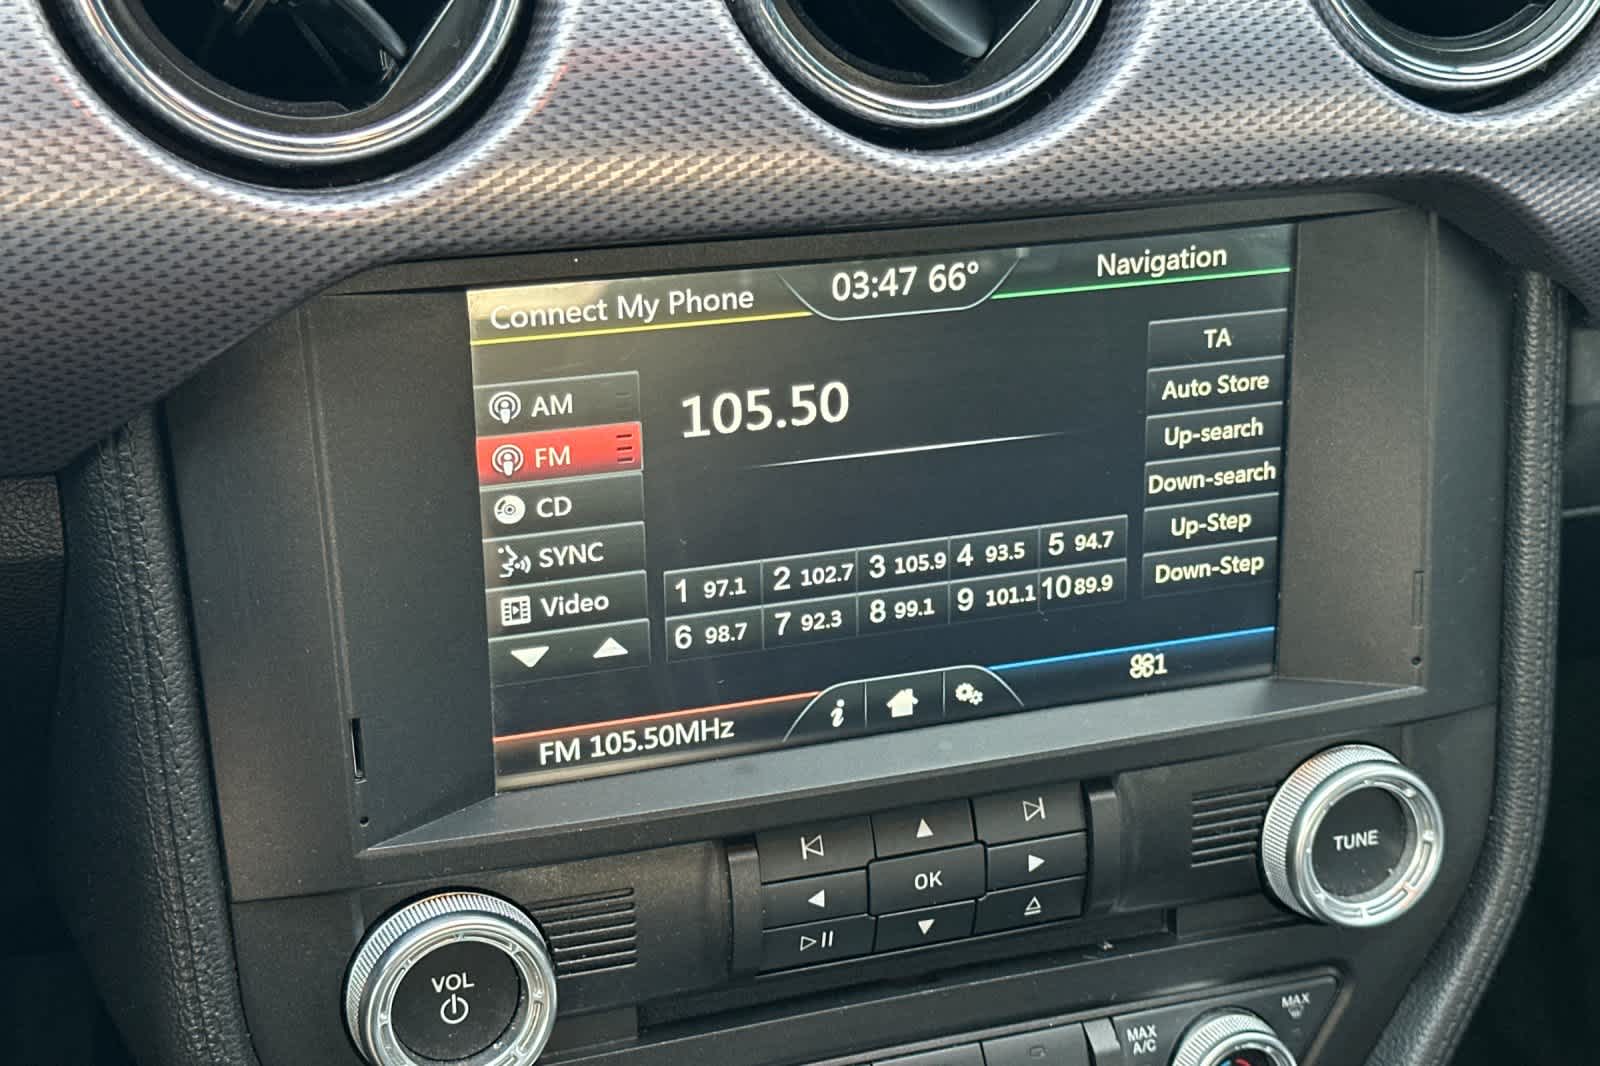 Connect My Phone
03:47 66°
Navigation
AM
FM
CD
SYNC
Video
105.50
TA
Auto Store
Up-search
Down-search
Up-Step
Down-Step
1 97.1 2 102.7 3 105.9 4 93.5 5 94.7
6 98.7 7 92.3 8 99.1 9 101.1 10 89.9
FM 105.50MHz
i
VOL
OK
TUNE
MAX
A/C
MAX